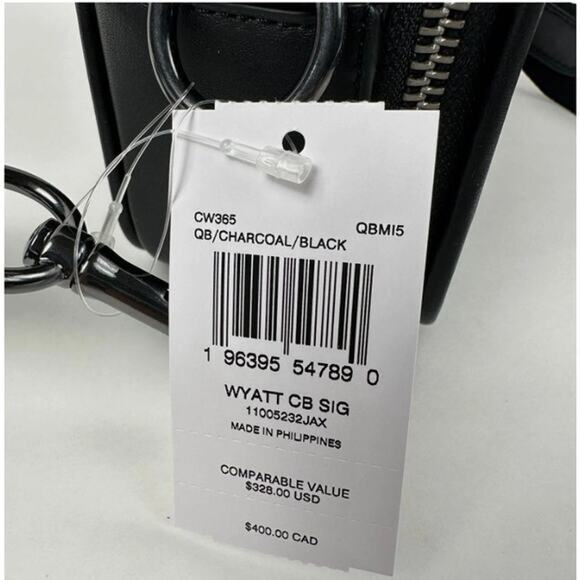 CW365 QBMI5
QB/CHARCOAL/BLACK
1 96395 54789 0
WYATT CB SIG
11005232JAX
MADE IN PHILIPPINES
COMPARABLE VALUE
$328.00 USD
$400.00 CAD